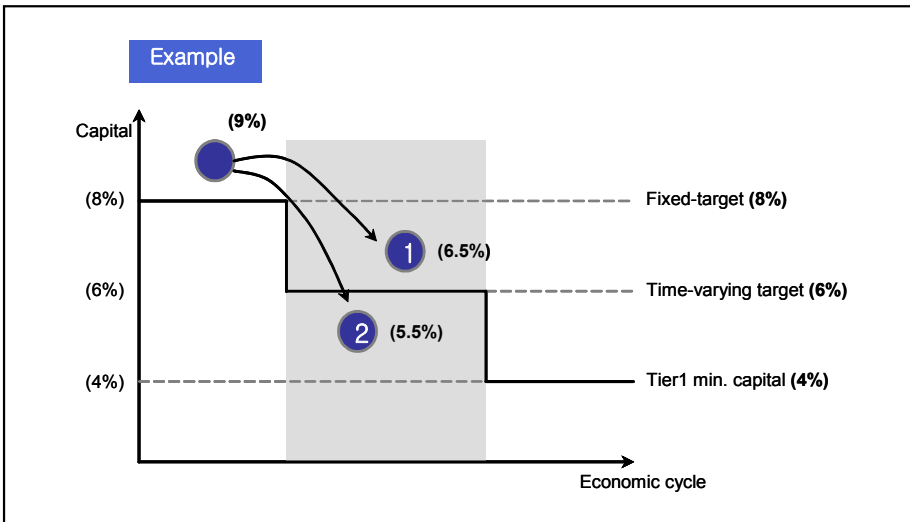 Example
(9%)
Capital
(8%)
Fixed-target (8%)
1
(6.5%)
(6%)
Time-varying target (6%)
2
(5.5%)
(4%)
Tier1 min. capital (4%)
Economic cycle